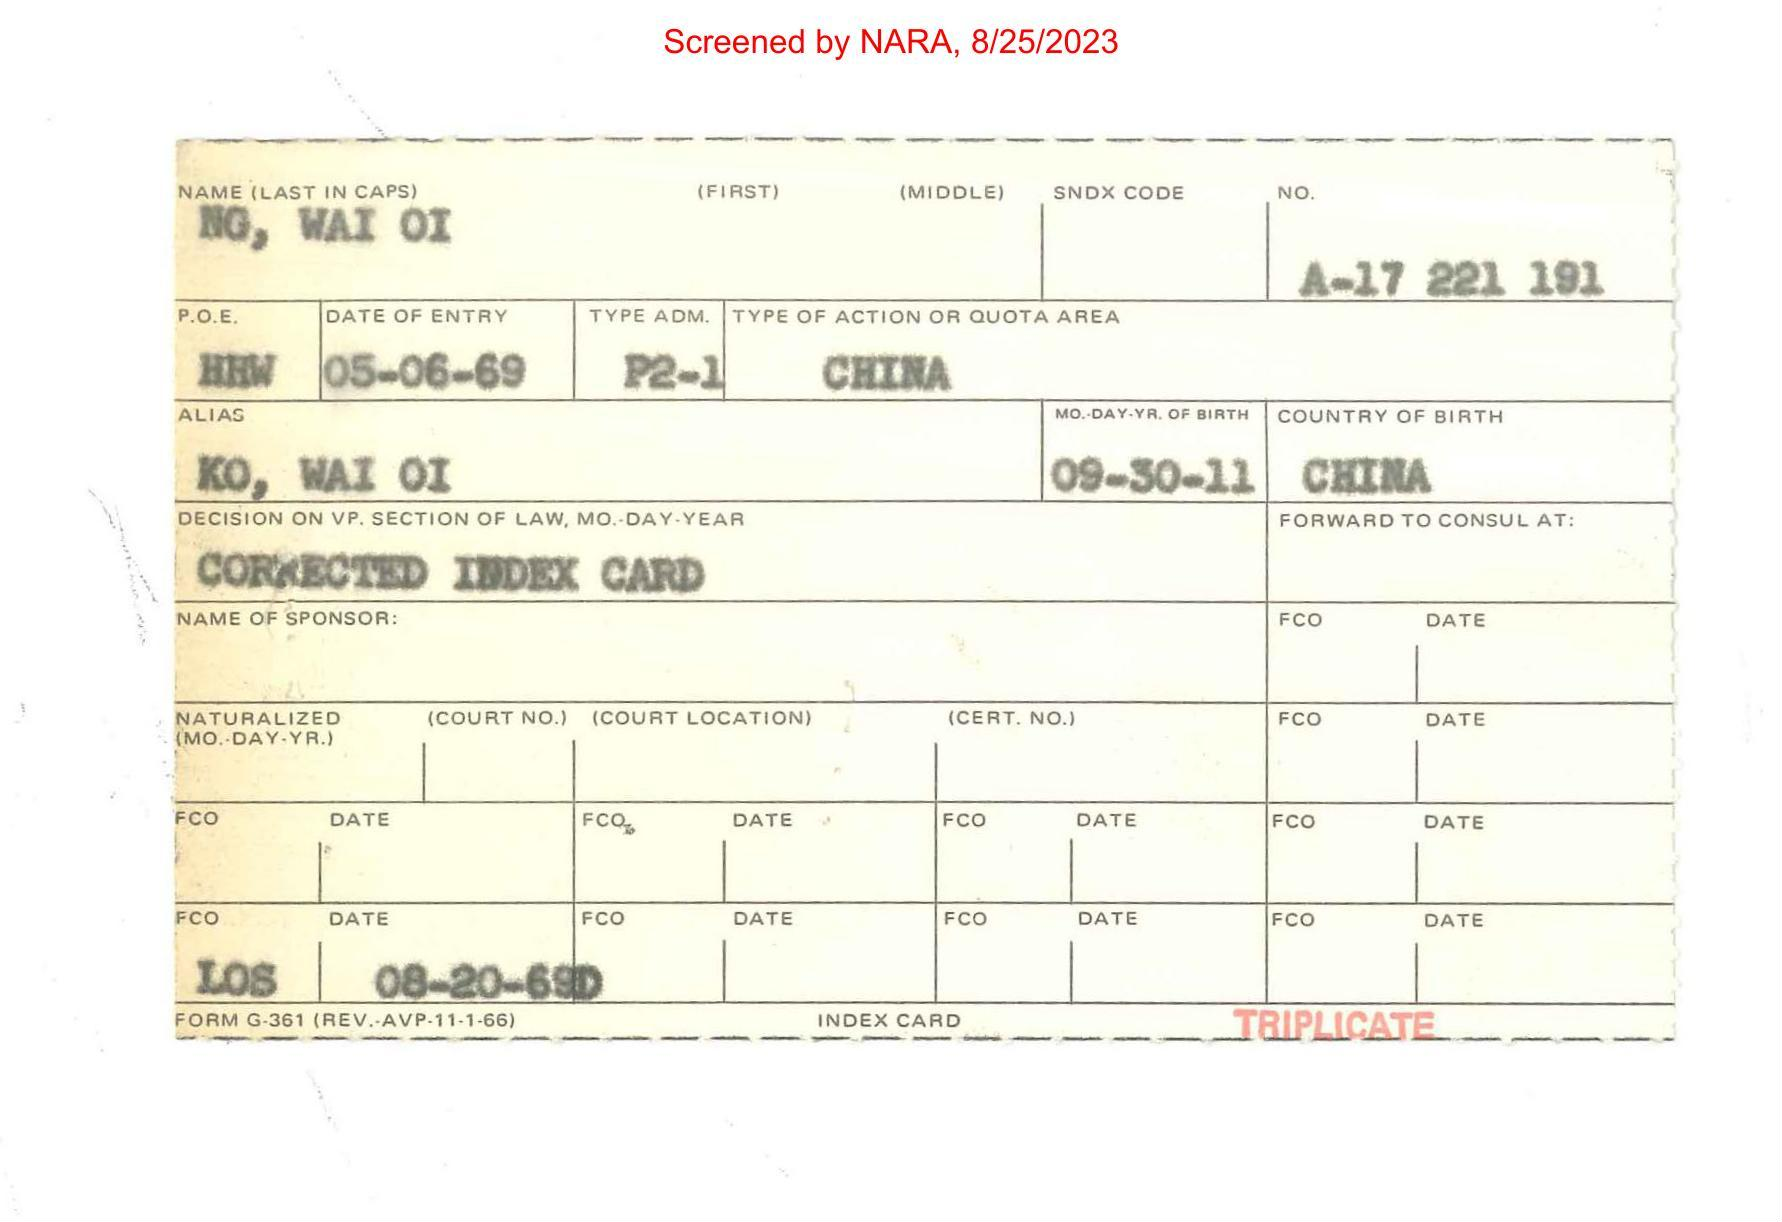 Screened by NARA, 8/25/2023
NAME (LAST IN CAPS) (FIRST) (MIDDLE) SNDX CODE NO.
NG, WAI OI
A-17 221 191
P.O.E. DATE OF ENTRY TYPE ADM. TYPE OF ACTION OR QUOTA AREA
HHW 05-06-69 P2-1 CHINA
ALIAS MO.-DAY-YR. OF BIRTH COUNTRY OF BIRTH
KO, WAI OI 09-30-11 CHINA
DECISION ON VP. SECTION OF LAW, MO.-DAY-YEAR FORWARD TO CONSUL AT:
CORRECTED INDEX CARD
NAME OF SPONSOR: FCO DATE
NATURALIZED (COURT NO.) (COURT LOCATION) (CERT. NO.) FCO DATE
(MO.-DAY-YR.)
FCO DATE FCO DATE FCO DATE FCO DATE
FCO DATE FCO DATE FCO DATE FCO DATE
LOS 08-20-69D
FORM G-361 (REV.-AVP-11-1-66) INDEX CARD TRIPLICATE